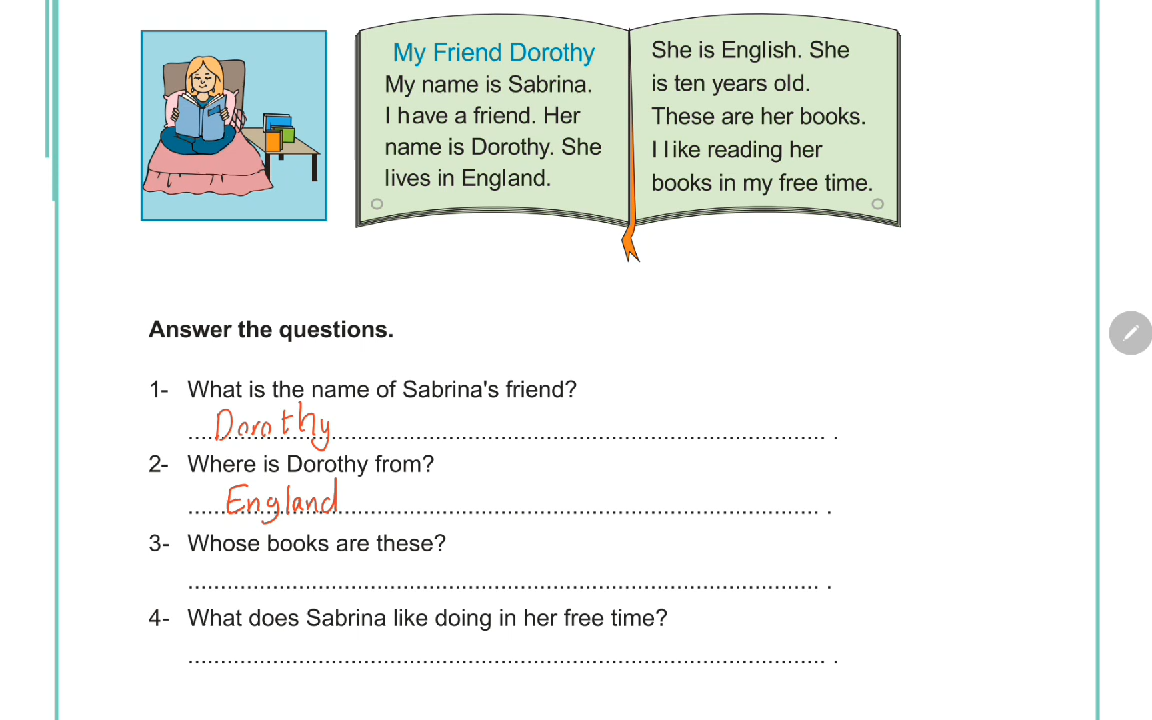 My Friend Dorothy
My name is Sabrina.
I have a friend. Her
name is Dorothy. She
lives in England.
She is English. She
is ten years old.
These are her books.
I like reading her
books in my free time.
Answer the questions.
1- What is the name of Sabrina's friend?
Dorothy
2- Where is Dorothy from?
England
3- Whose books are these?
4- What does Sabrina like doing in her free time?